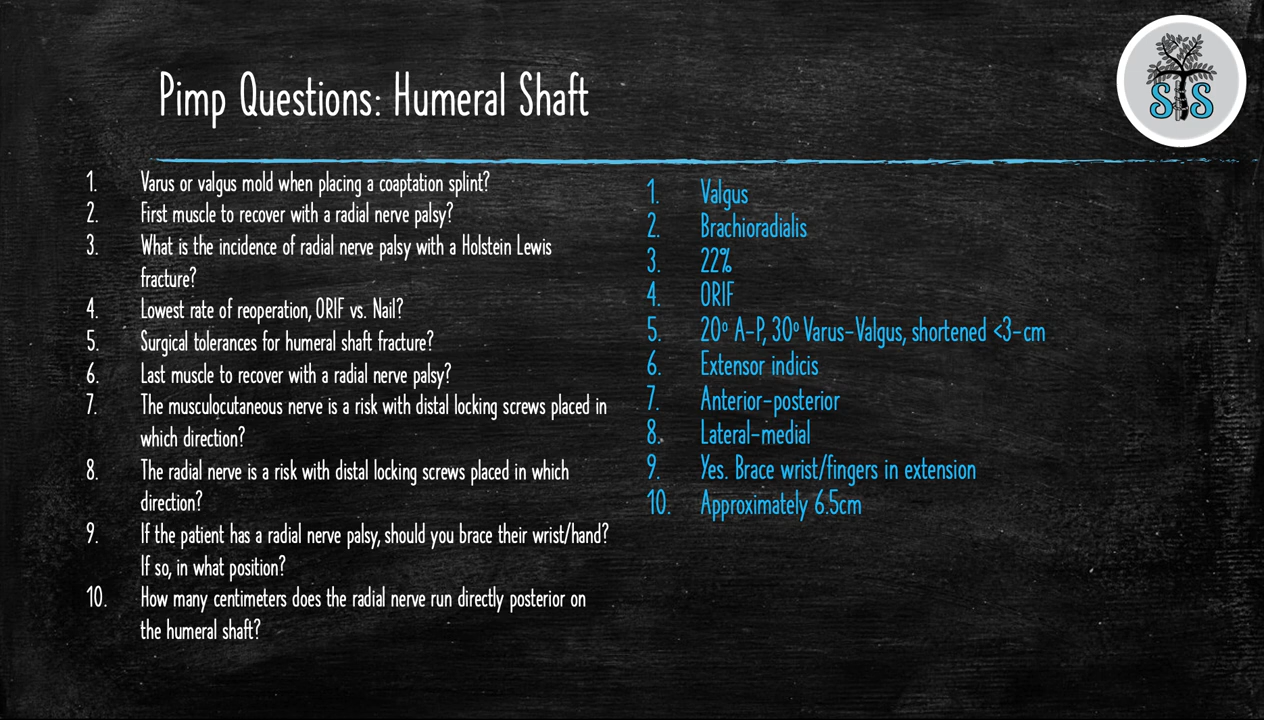 Pimp Questions: Humeral Shaft
SIS
1. Varus or valgus mold when placing a coaptation splint?
2. First muscle to recover with a radial nerve palsy?
3. What is the incidence of radial nerve palsy with a Holstein Lewis
fracture?
4. Lowest rate of reoperation, ORIF vs. Nail?
5. Surgical tolerances for humeral shaft fracture?
6. Last muscle to recover with a radial nerve palsy?
7. The musculocutaneous nerve is a risk with distal locking screws placed in
which direction?
8. The radial nerve is a risk with distal locking screws placed in which
direction?
9. If the patient has a radial nerve palsy, should you brace their wrist/hand?
If so, in what position?
10. How many centimeters does the radial nerve run directly posterior on
the humeral shaft?
1. Valgus
2. Brachioradialis
3. 22%
4. ORIF
5. 20º A-P, 30º Varus-Valgus, shortened <3-cm
6. Extensor indicis
7. Anterior-posterior
8. Lateral-medial
9. Yes. Brace wrist/fingers in extension
10. Approximately 6.5cm